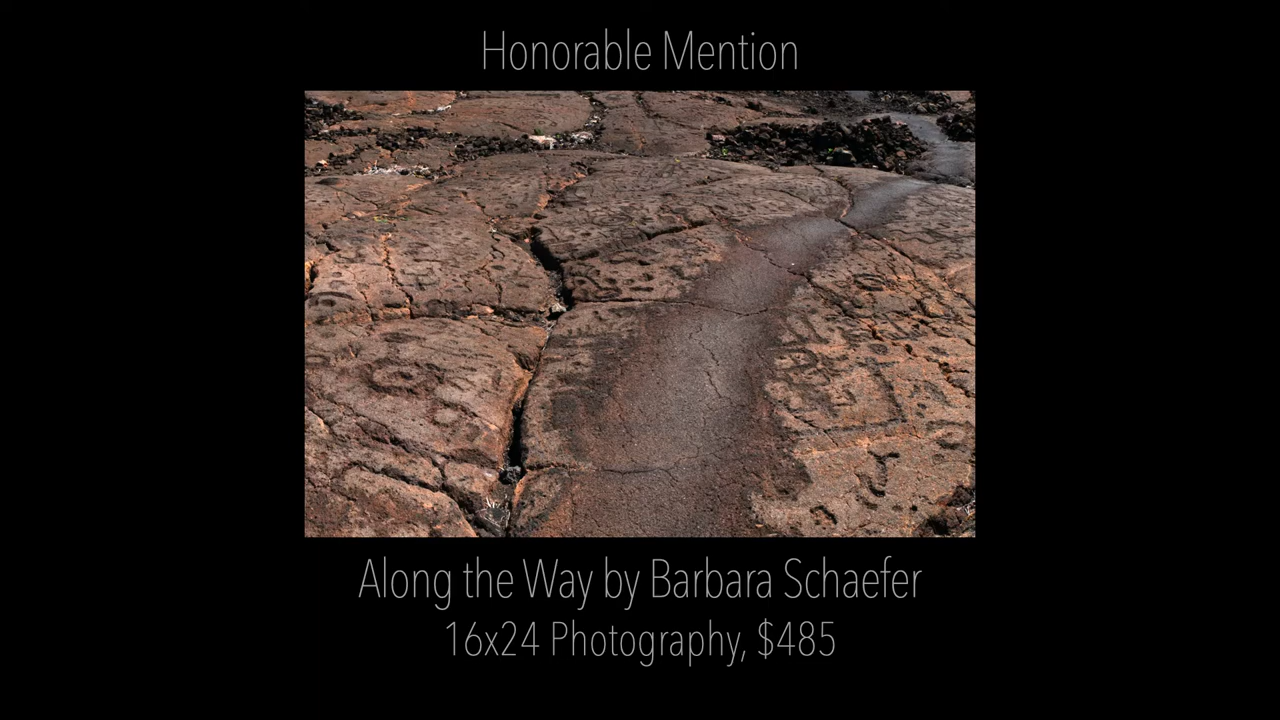 Honorable Mention
Along the Way by Barbara Schaefer
16x24 Photography, $485